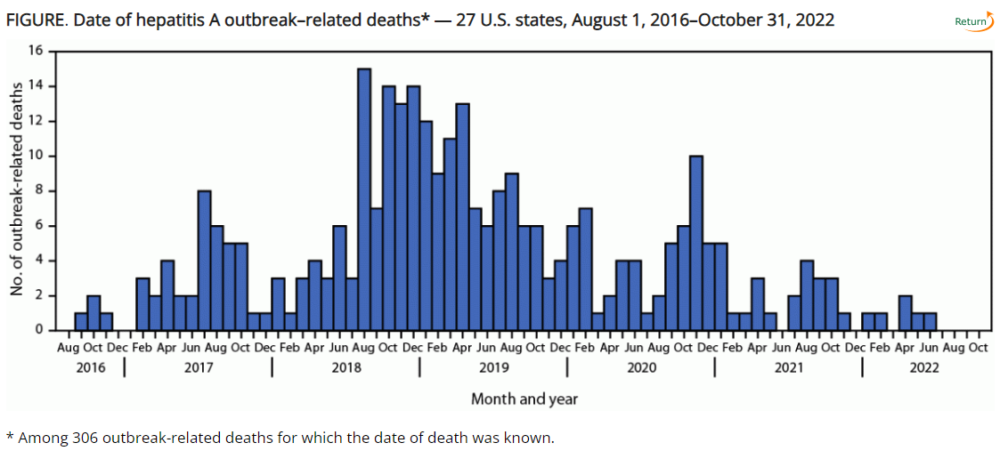 FIGURE. Date of hepatitis A outbreak–related deaths* — 27 U.S. states, August 1, 2016–October 31, 2022
Return
No. of outbreak-related deaths
16
14
12
10
8
6
4
2
0
Aug Oct Dec Feb Apr Jun Aug Oct Dec Feb Apr Jun Aug Oct Dec Feb Apr Jun Aug Oct Dec Feb Apr Jun Aug Oct Dec Feb Apr Jun Aug Oct Dec Feb Apr Jun Aug Oct
2016 2017 2018 2019 2020 2021 2022
Month and year
* Among 306 outbreak-related deaths for which the date of death was known.